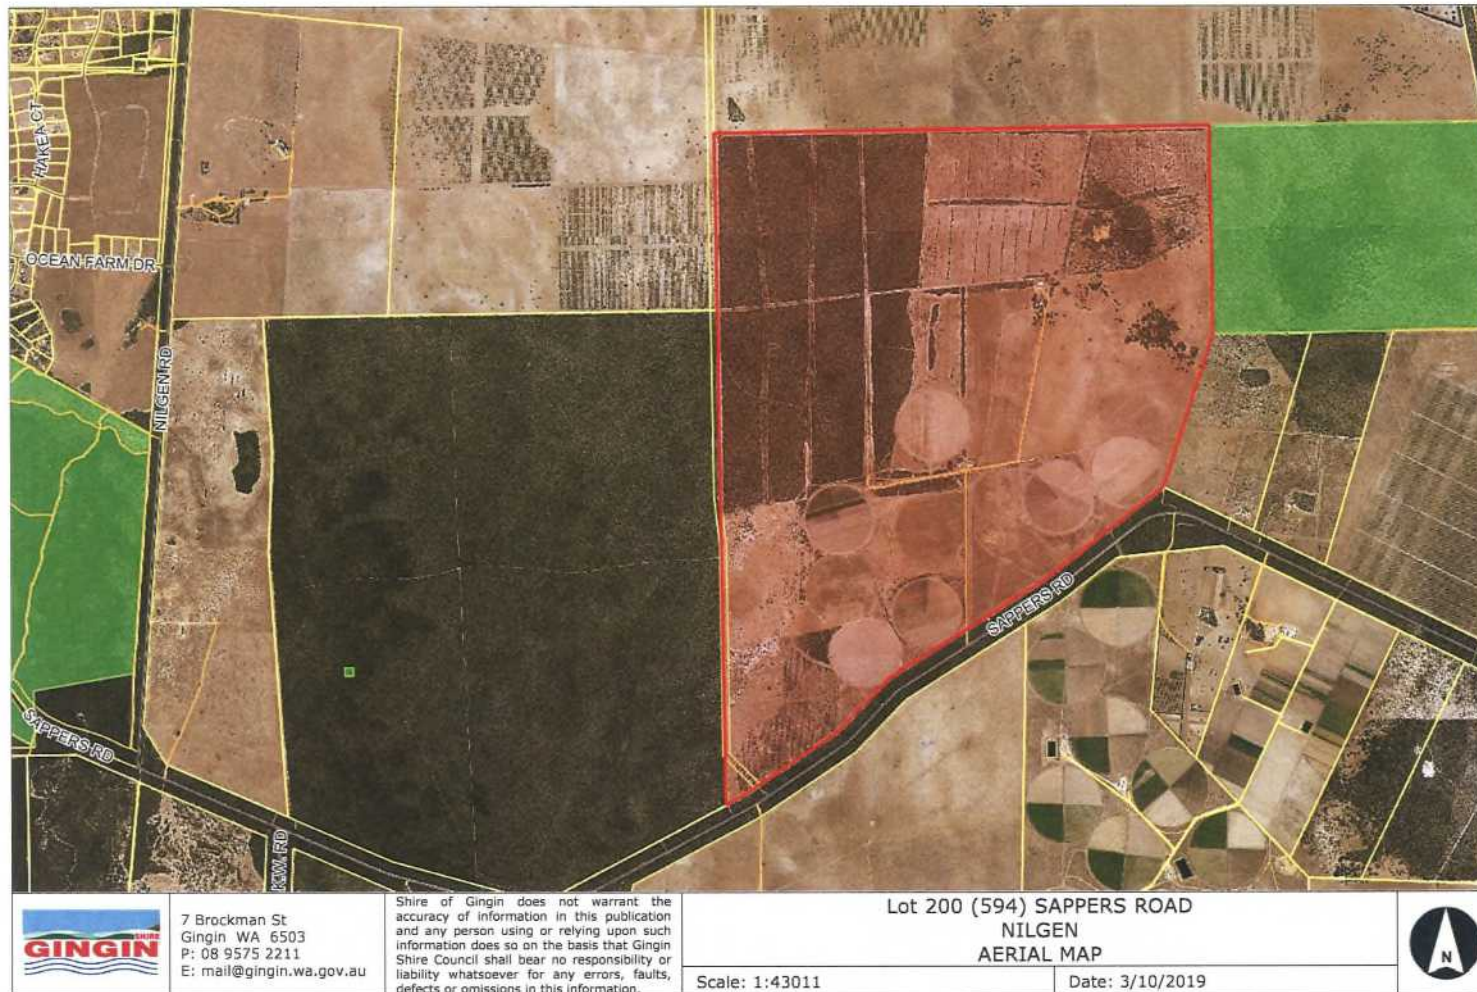 HAKEA CT
OCEAN FARM DR
NILGEN RD
SAPPERS RD
SAPPERS RD
K.W. RD
GINGIN
SHIRE
7 Brockman St
Gingin WA 6503
P: 08 9575 2211
E: mail@gingin.wa.gov.au
Shire of Gingin does not warrant the
accuracy of information in this publication
and any person using or relying upon such
information does so on the basis that Gingin
Shire Council shall bear no responsibility or
liability whatsoever for any errors, faults,
defects or omissions in this information.
Lot 200 (594) SAPPERS ROAD
NILGEN
AERIAL MAP
Scale: 1:43011
Date: 3/10/2019
N